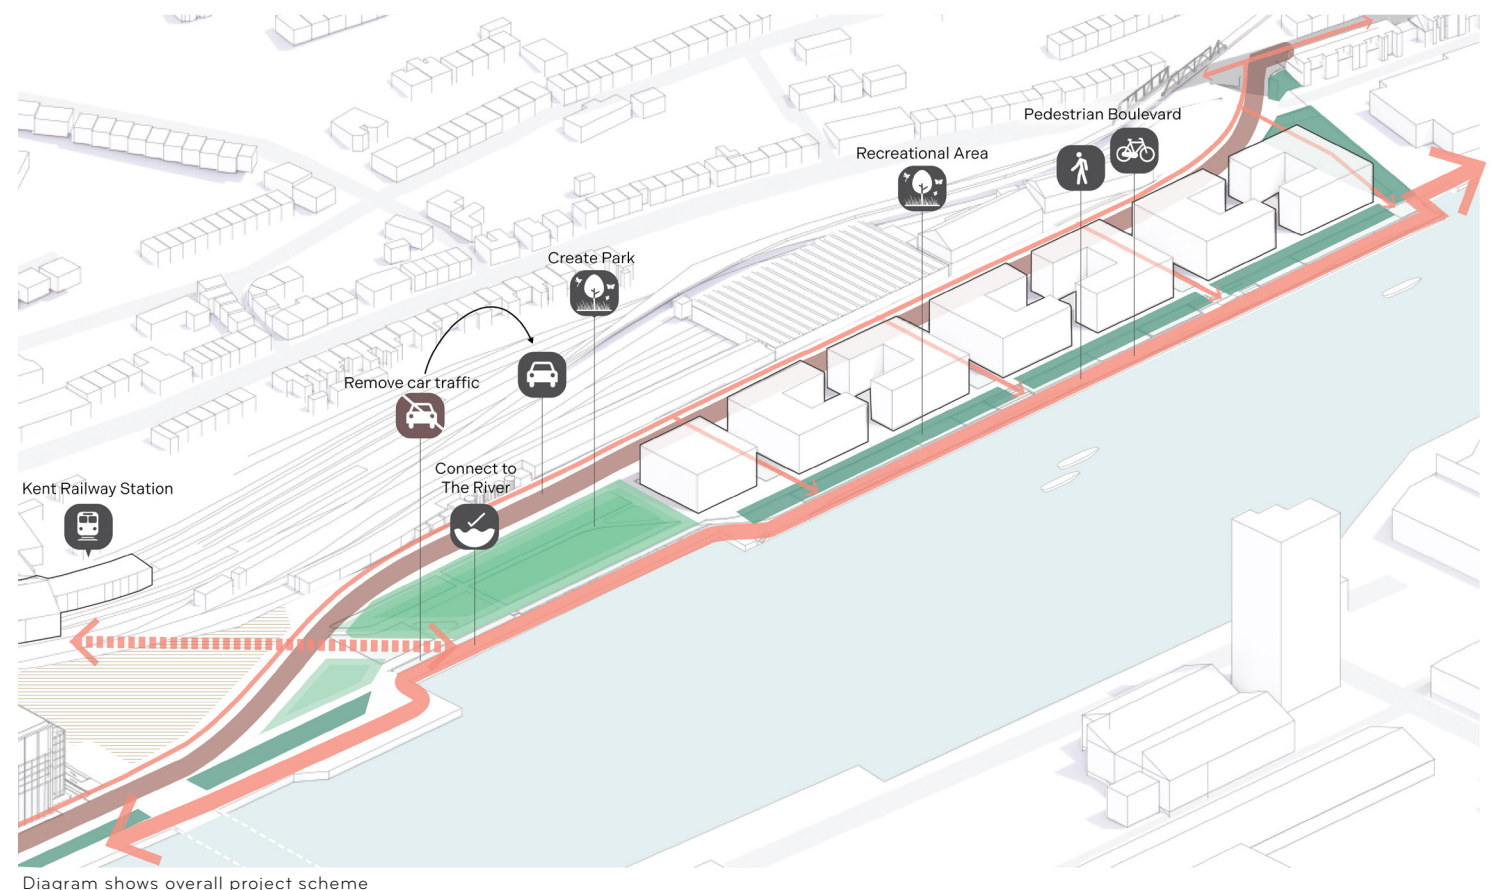 Pedestrian Boulevard
Recreational Area
Create Park
Remove car traffic
Connect to
The River
Kent Railway Station
Diagram shows overall project scheme